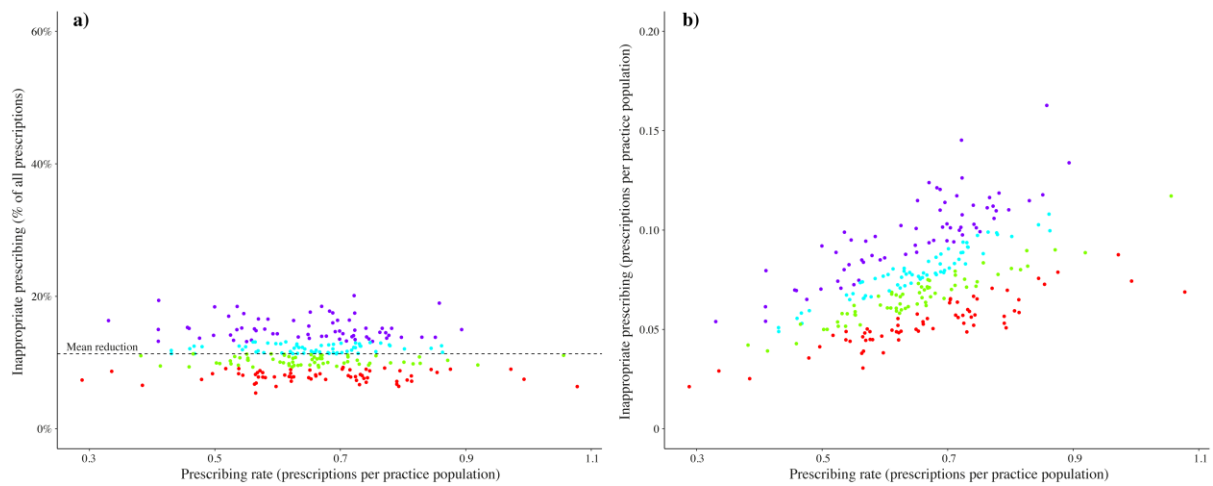 a)
Inappropriate prescribing (% of all prescriptions)
60%
40%
20%
0%
Mean reduction
0.3 0.5 0.7 0.9 1.1
Prescribing rate (prescriptions per practice population)
b)
Inappropriate prescribing (prescriptions per practice population)
0.20
0.15
0.10
0.05
0
0.3 0.5 0.7 0.9 1.1
Prescribing rate (prescriptions per practice population)